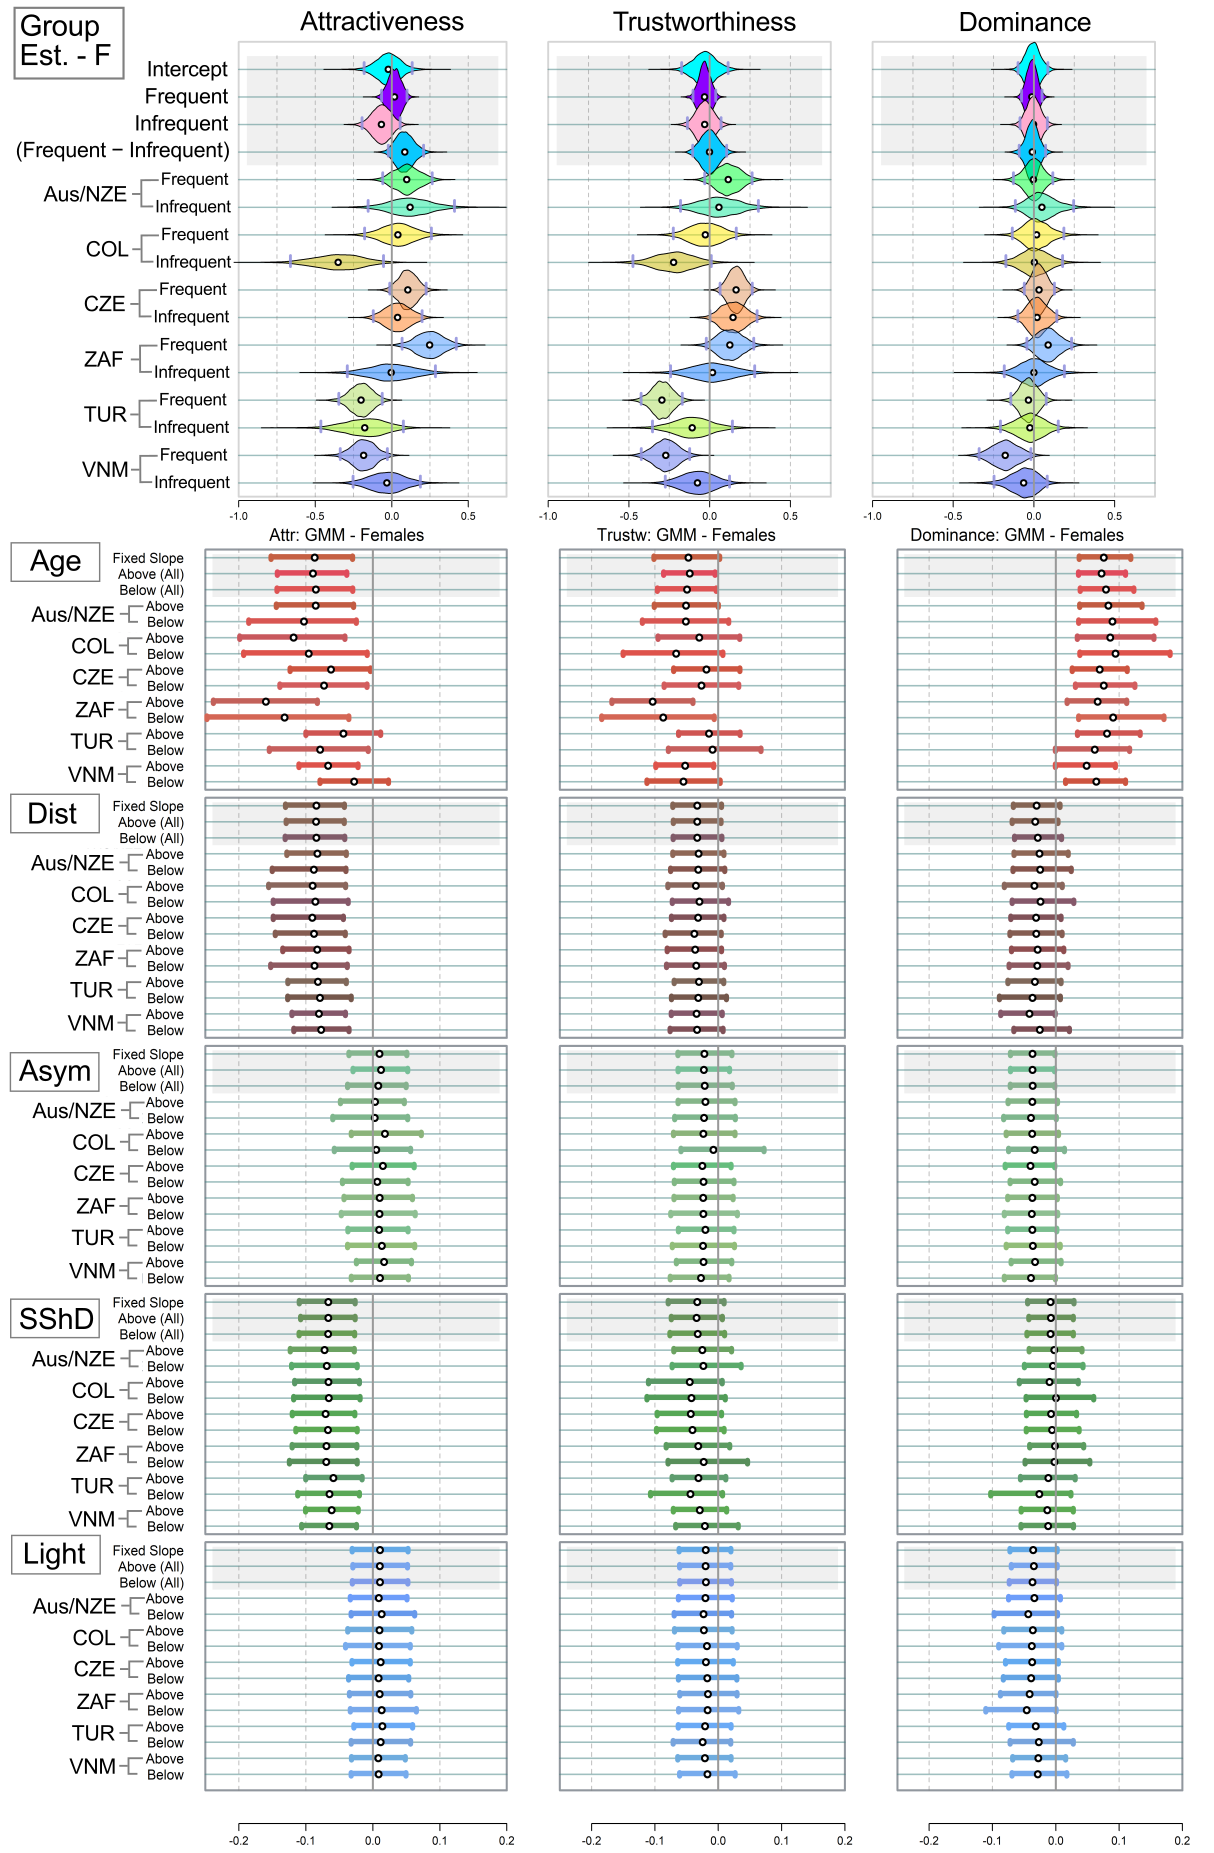 Group
Est. - F
Attractiveness
Trustworthiness
Dominance
Intercept
Frequent
Infrequent
(Frequent − Infrequent)
Aus/NZE
Frequent
Infrequent
COL
Frequent
Infrequent
CZE
Frequent
Infrequent
ZAF
Frequent
Infrequent
TUR
Frequent
Infrequent
VNM
Frequent
Infrequent
-1.0 -0.5 0.0 0.5
-1.0 -0.5 0.0 0.5
-1.0 -0.5 0.0 0.5
Attr: GMM - Females
Trustw: GMM - Females
Dominance: GMM - Females
Age
Fixed Slope
Above (All)
Below (All)
Aus/NZE
Above
Below
COL
Above
Below
CZE
Above
Below
ZAF
Above
Below
TUR
Above
Below
VNM
Above
Below
Dist
Fixed Slope
Above (All)
Below (All)
Aus/NZE
Above
Below
COL
Above
Below
CZE
Above
Below
ZAF
Above
Below
TUR
Above
Below
VNM
Above
Below
Asym
Fixed Slope
Above (All)
Below (All)
Aus/NZE
Above
Below
COL
Above
Below
CZE
Above
Below
ZAF
Above
Below
TUR
Above
Below
VNM
Above
Below
SShD
Fixed Slope
Above (All)
Below (All)
Aus/NZE
Above
Below
COL
Above
Below
CZE
Above
Below
ZAF
Above
Below
TUR
Above
Below
VNM
Above
Below
Light
Fixed Slope
Above (All)
Below (All)
Aus/NZE
Above
Below
COL
Above
Below
CZE
Above
Below
ZAF
Above
Below
TUR
Above
Below
VNM
Above
Below
-0.2 -0.1 0.0 0.1 0.2
-0.2 -0.1 0.0 0.1 0.2
-0.2 -0.1 0.0 0.1 0.2